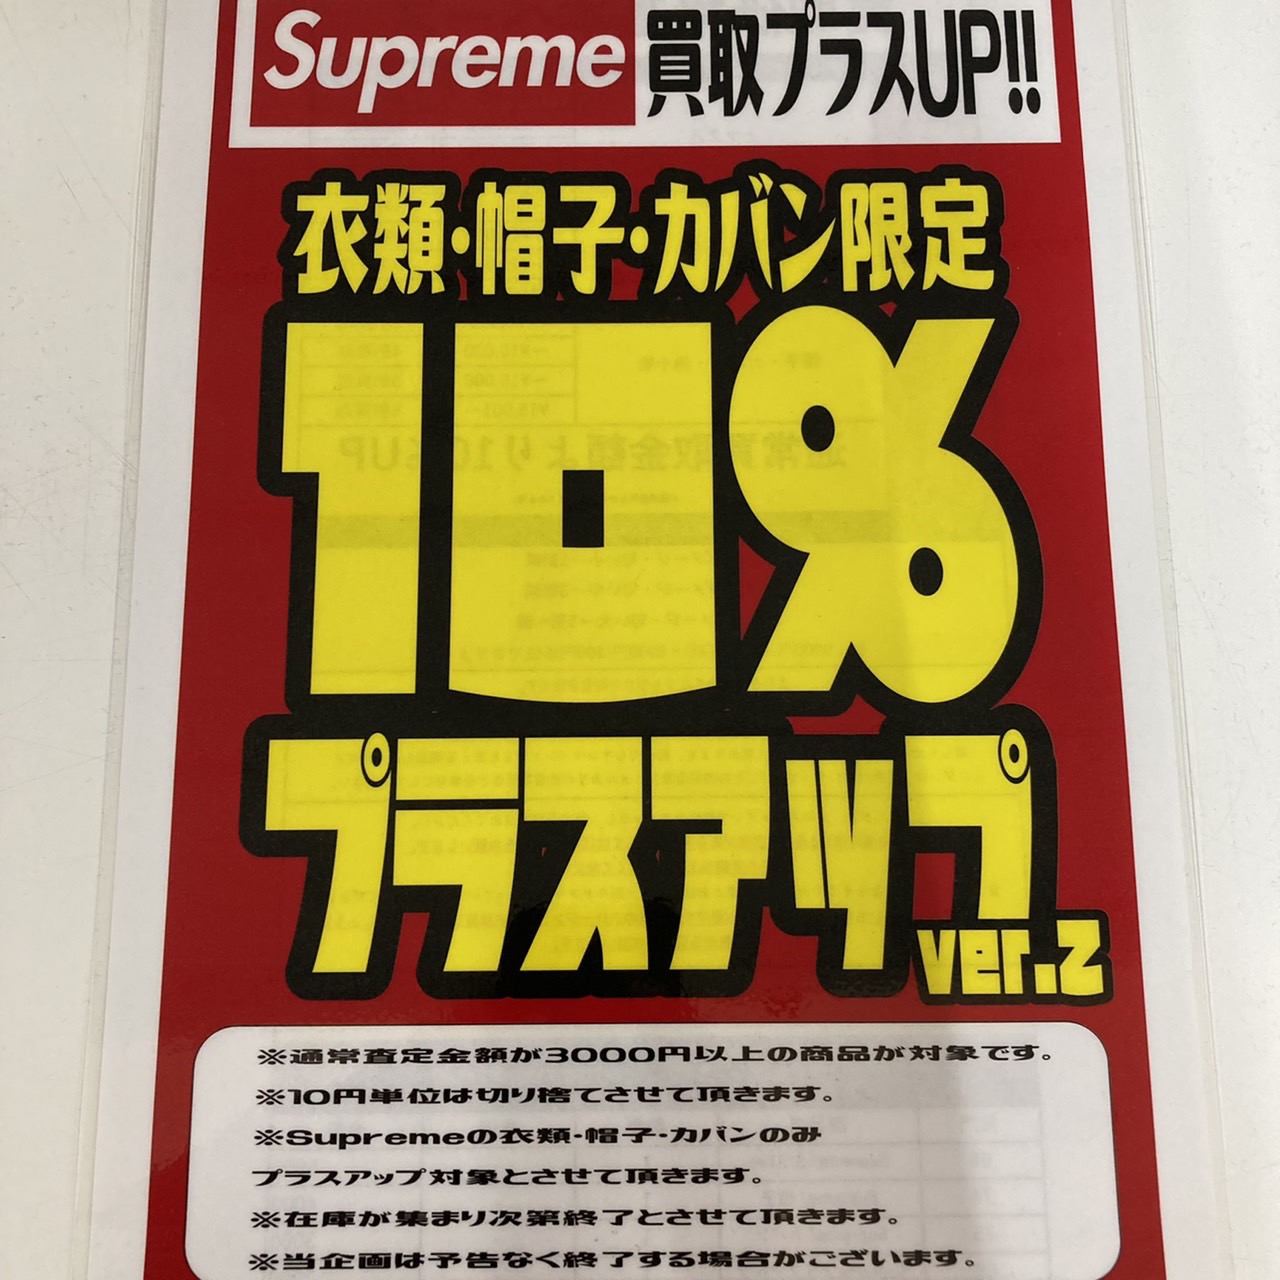 Supreme 買取プラスUP!!
衣類・帽子・カバン限定
10%
プラスアップ
ver.2
※通常査定金額が3000円以上の商品が対象です。
※10円単位は切り捨てさせて頂きます。
※Supremeの衣類・帽子・カバンのみ
プラスアップ対象とさせて頂きます。
※在庫が集まり次第終了とさせて頂きます。
※当企画は予告なく終了する場合がございます。